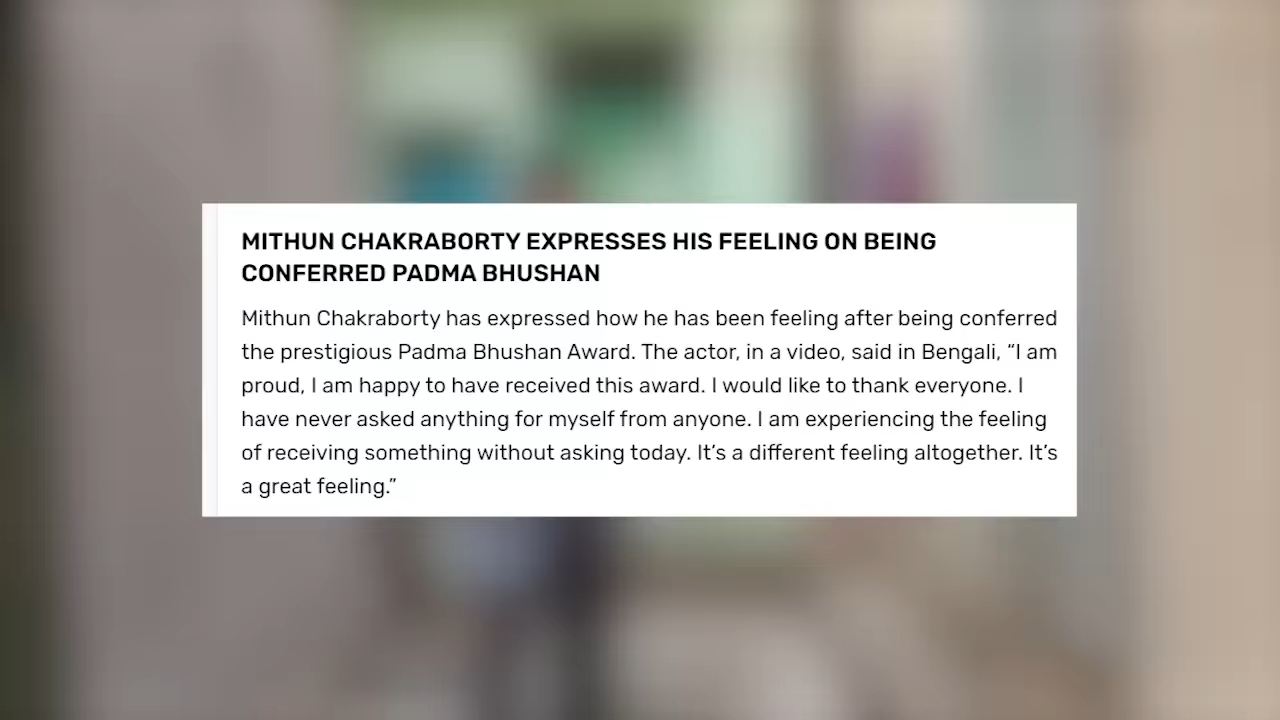 MITHUN CHAKRABORTY EXPRESSES HIS FEELING ON BEING
CONFERRED PADMA BHUSHAN
Mithun Chakraborty has expressed how he has been feeling after being conferred
the prestigious Padma Bhushan Award. The actor, in a video, said in Bengali, “I am
proud, I am happy to have received this award. I would like to thank everyone. I
have never asked anything for myself from anyone. I am experiencing the feeling
of receiving something without asking today. It’s a different feeling altogether. It’s
a great feeling.”